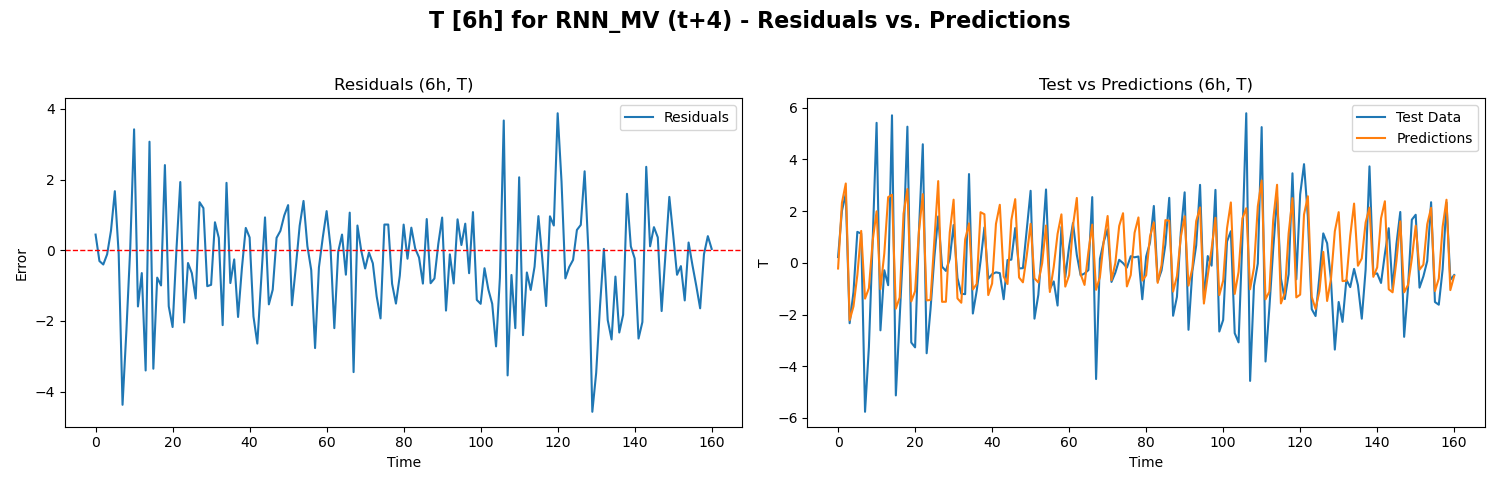 T [6h] for RNN_MV (t+4) - Residuals vs. Predictions
Residuals (6h, T)
4
2
0
−2
−4
Error
Residuals
0 20 40 60 80 100 120 140 160
Time
Test vs Predictions (6h, T)
6
4
2
0
−2
−4
−6
T
Test Data
Predictions
0 20 40 60 80 100 120 140 160
Time